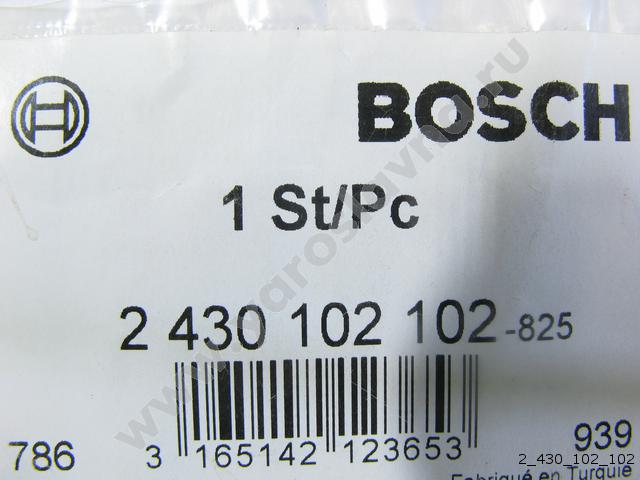 BOSCH
1 St/Pc
2 430 102 102-825
786 3 165142 123653 939
Fabriqué en Turquie
2_430_102_102